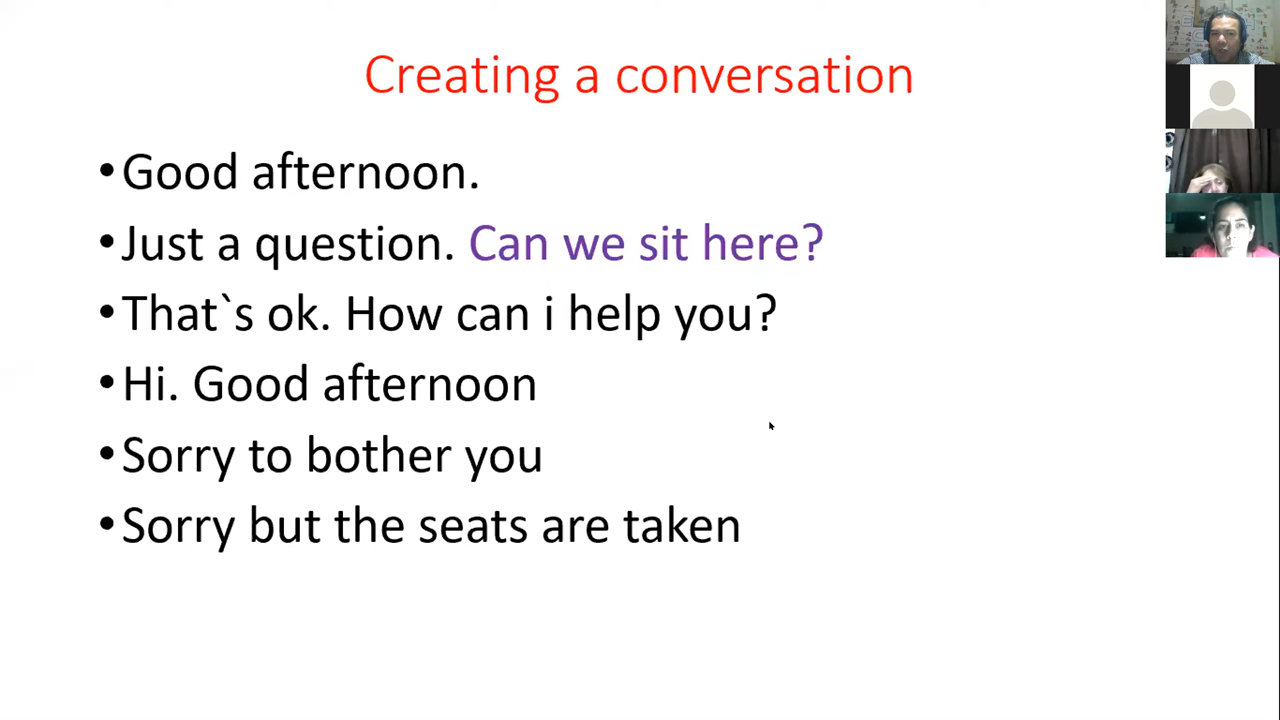 Creating a conversation
•Good afternoon.
•Just a question. Can we sit here?
•That`s ok. How can i help you?
•Hi. Good afternoon
•Sorry to bother you
•Sorry but the seats are taken